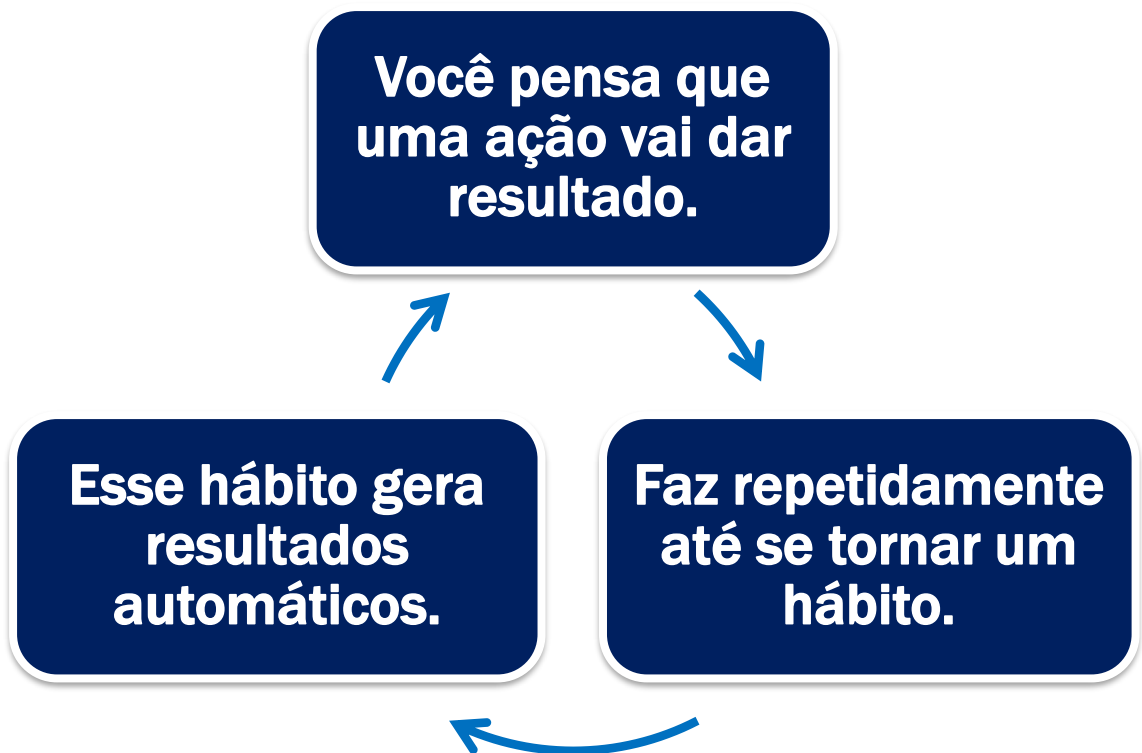 Você pensa que
uma ação vai dar
resultado.
Faz repetidamente
até se tornar um
hábito.
Esse hábito gera
resultados
automáticos.